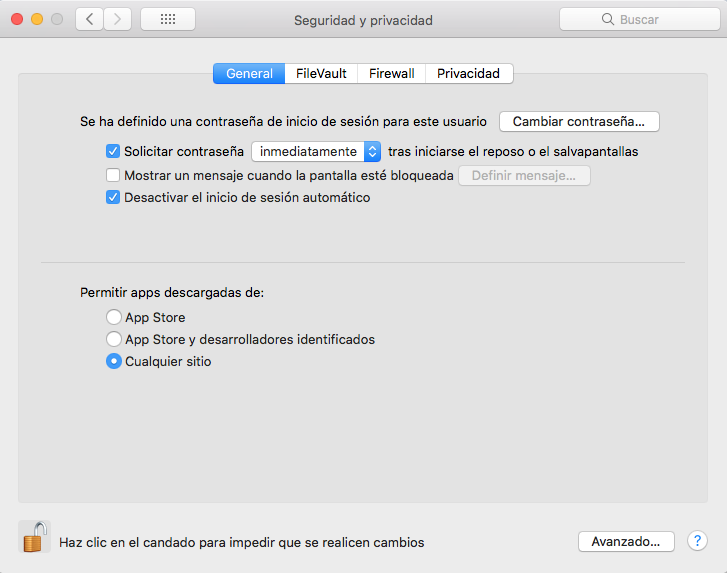 Seguridad y privacidad
Buscar
General FileVault Firewall Privacidad
Se ha definido una contraseña de inicio de sesión para este usuario Cambiar contraseña...
Solicitar contraseña inmediatamente tras iniciarse el reposo o el salvapantallas
Mostrar un mensaje cuando la pantalla esté bloqueada Definir mensaje...
Desactivar el inicio de sesión automático
Permitir apps descargadas de:
App Store
App Store y desarrolladores identificados
Cualquier sitio
Haz clic en el candado para impedir que se realicen cambios Avanzado... ?